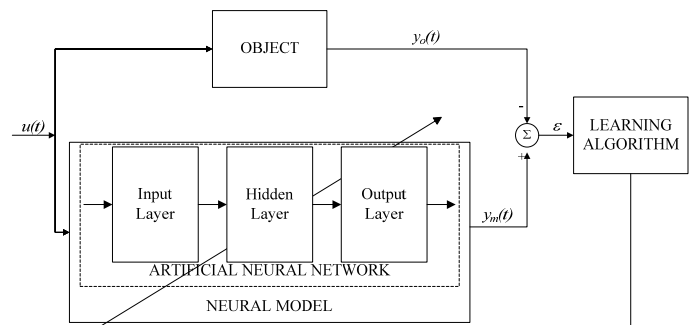 OBJECT
yo(t)
u(t)
-
Σ
ε
+
LEARNING
ALGORITHM
Input
Layer
Hidden
Layer
Output
Layer
ym(t)
ARTIFICIAL NEURAL NETWORK
NEURAL MODEL